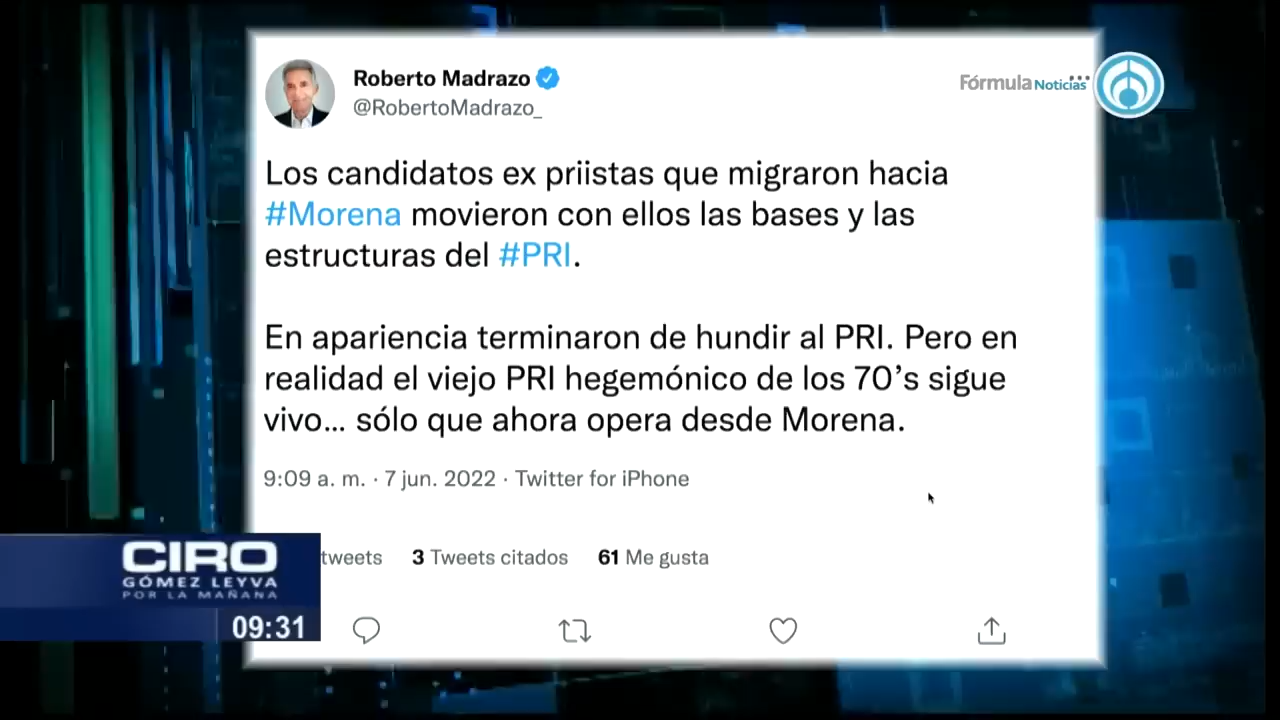 Roberto Madrazo
@RobertoMadrazo_
Fórmula Noticias
Los candidatos ex priistas que migraron hacia
#Morena movieron con ellos las bases y las
estructuras del #PRI.
En apariencia terminaron de hundir al PRI. Pero en
realidad el viejo PRI hegemónico de los 70’s sigue
vivo... sólo que ahora opera desde Morena.
9:09 a. m. · 7 jun. 2022 · Twitter for iPhone
tweets 3 Tweets citados 61 Me gusta
CIRO
GÓMEZ LEYVA
POR LA MAÑANA
09:31